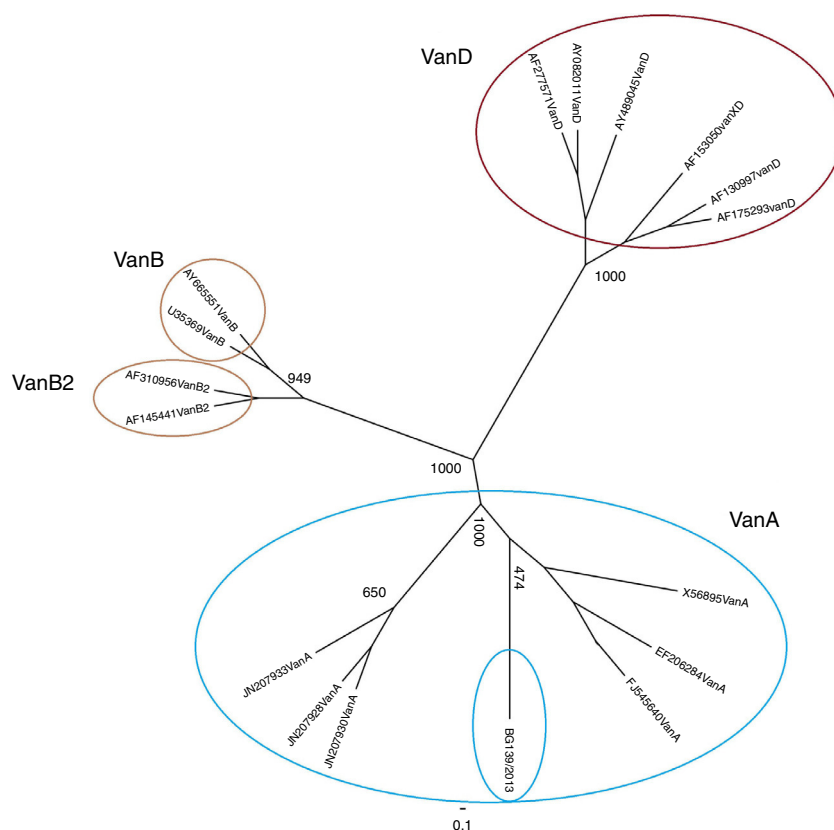 VanD
AF277571VanD
AY082011VanD
AY489045VanD
AF153050vanXD
AF130997vanD
AF175293vanD
1000
VanB
AY665551VanB
U35369VanB
949
VanB2
AF310956VanB2
AF145441VanB2
1000
VanA
1000
474
650
X56895VanA
EF206284VanA
FJ545640VanA
JN207933VanA
JN207928VanA
JN207930VanA
BG139/2013
0.1